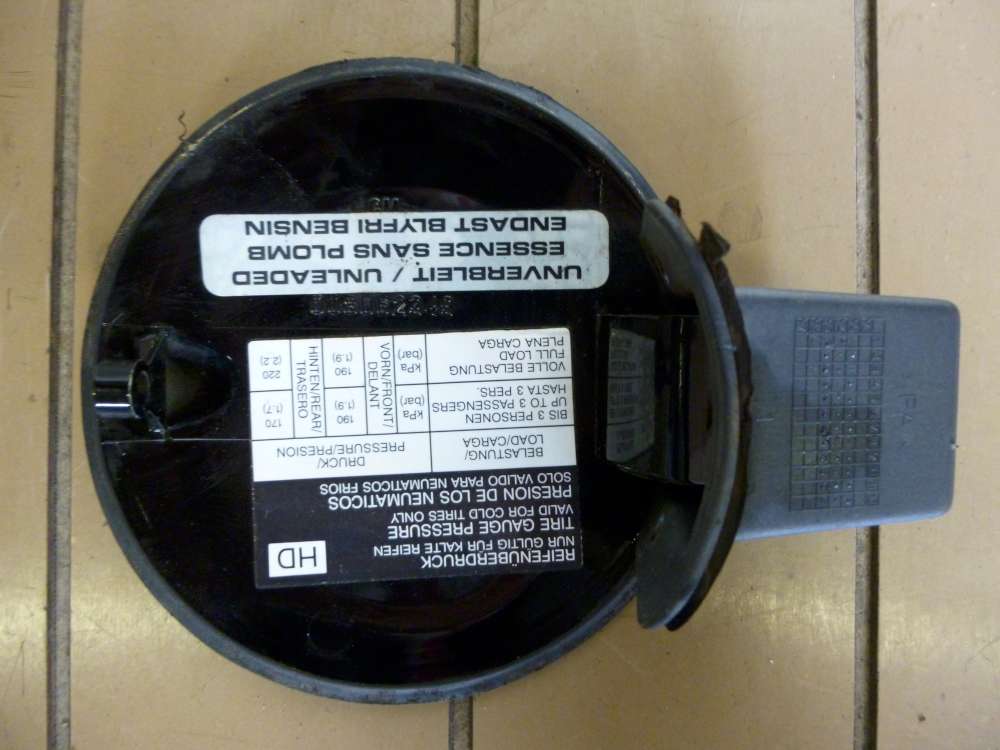 REIFENÜBERDRUCK
NUR GÜLTIG FÜR KALTE REIFEN
TIRE GAUGE PRESSURE
VALID FOR COLD TIRES ONLY
PRESION DE LOS NEUMATICOS
SOLO VALIDO PARA NEUMATICOS FRIOS
HD
BELASTUNG/
LOAD/CARGA
DRUCK/
PRESSURE/PRESION
BIS 3 PERSONEN
UP TO 3 PASSENGERS
HASTA 3 PERS.
kPa
(bar)
VORN/FRONT/
DELANT
190
(1.9)
HINTEN/REAR/
TRASERO
170
(1.7)
VOLLE BELASTUNG
FULL LOAD
PLENA CARGA
kPa
(bar)
190
(1.9)
220
(2.2)
UNVERBLEIT / UNLEADED
ESSENCE SANS PLOMB
ENDAST BLYFRI BENSIN
GM